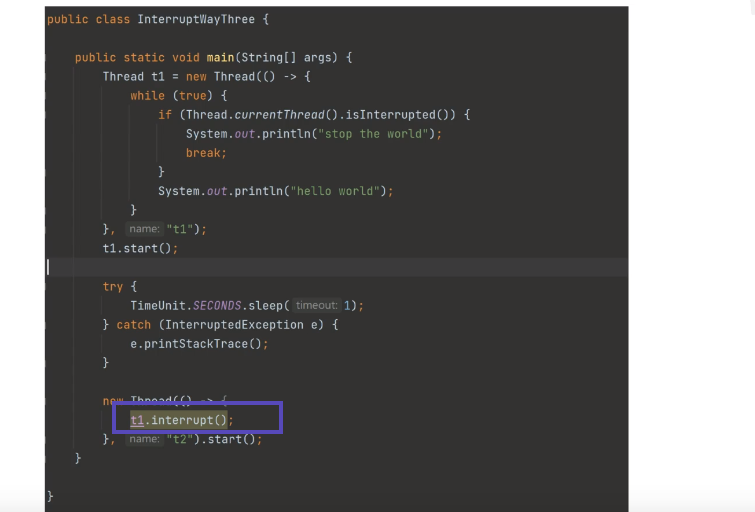 public class InterruptWayThree {
public static void main(String[] args) {
Thread t1 = new Thread(() -> {
while (true) {
if (Thread.currentThread().isInterrupted()) {
System.out.println("stop the world");
break;
}
System.out.println("hello world");
}
}, name: "t1");
t1.start();
try {
TimeUnit.SECONDS.sleep( timeout: 1);
} catch (InterruptedException e) {
e.printStackTrace();
}
new Thread(() -> {
t1.interrupt();
}, name: "t2").start();
}
}